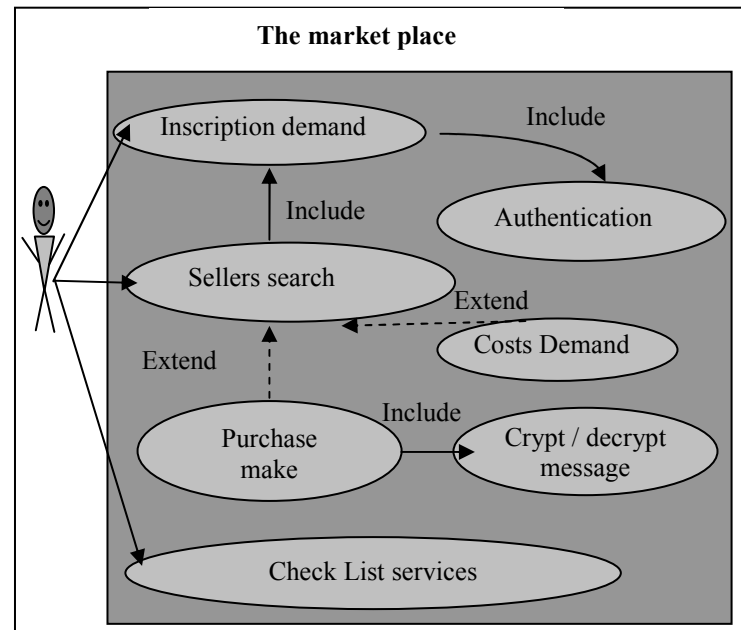 The market place
Inscription demand
Include
Authentication
Include
Sellers search
Extend
Costs Demand
Extend
Include
Purchase
make
Crypt / decrypt
message
Check List services